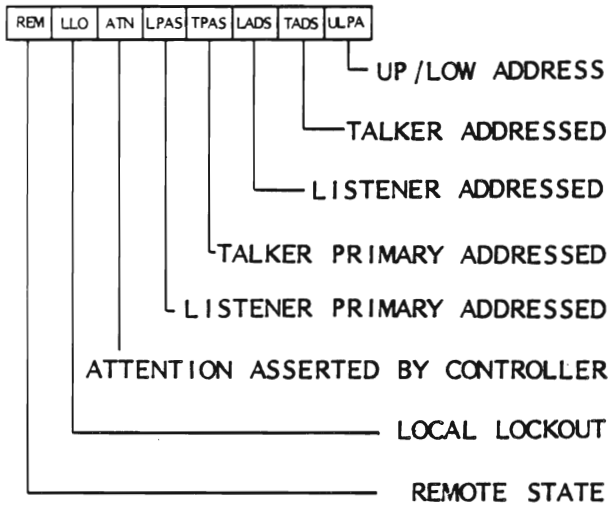 REM LLO ATN LPAS TPAS LADS TADS ULPA
UP/LOW ADDRESS
TALKER ADDRESSED
LISTENER ADDRESSED
TALKER PRIMARY ADDRESSED
LISTENER PRIMARY ADDRESSED
ATTENTION ASSERTED BY CONTROLLER
LOCAL LOCKOUT
REMOTE STATE